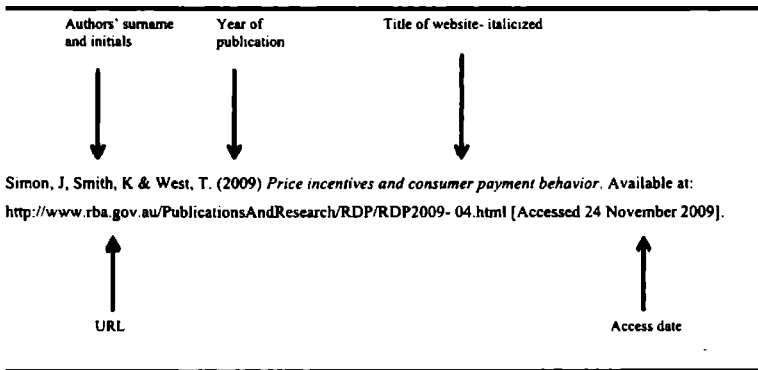 Authors' surname Year of Title of website- italicized
and initials publication
Simon, J, Smith, K & West, T. (2009) Price incentives and consumer payment behavior. Available at:
http://www.rba.gov.au/PublicationsAndResearch/RDP/RDP2009- 04.html [Accessed 24 November 2009].
URL Access date